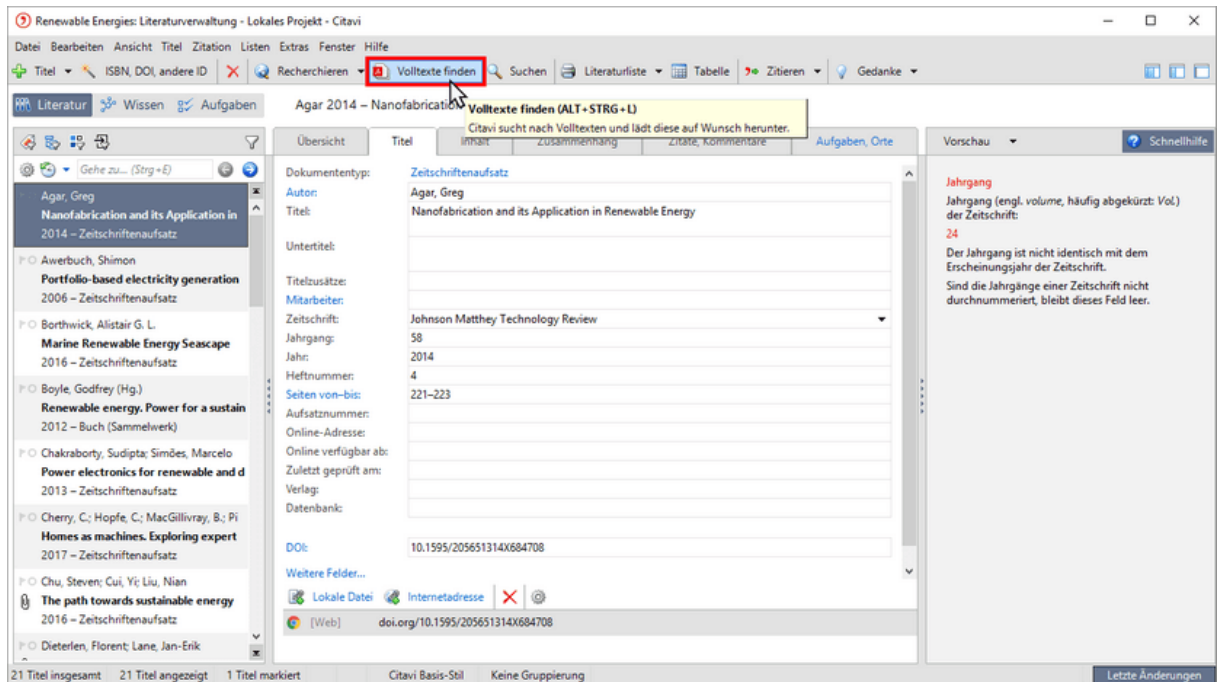 Renewable Energies: Literaturverwaltung - Lokales Projekt - Citavi
Datei Bearbeiten Ansicht Titel Zitation Listen Extras Fenster Hilfe
Titel ISBN, DOI, andere ID Recherchieren Volltexte finden Suchen Literaturliste Tabelle Zitieren Gedanke
Literatur Wissen Aufgaben
Agar 2014 – Nanofabrication
Volltexte finden (ALT+STRG+L)
Citavi sucht nach Volltexten und lädt diese auf Wunsch herunter.
Gehe zu... (Strg+E)
Agar, Greg
Nanofabrication and its Application in
2014 – Zeitschriftenaufsatz
Awerbuch, Shimon
Portfolio-based electricity generation
2006 – Zeitschriftenaufsatz
Borthwick, Alistair G. L.
Marine Renewable Energy Seascape
2016 – Zeitschriftenaufsatz
Boyle, Godfrey (Hg.)
Renewable energy. Power for a sustain
2012 – Buch (Sammelwerk)
Chakraborty, Sudipta; Simões, Marcelo
Power electronics for renewable and d
2013 – Zeitschriftenaufsatz
Cherry, C.; Hopfe, C.; MacGillivray, B.; Pi
Homes as machines. Exploring expert
2017 – Zeitschriftenaufsatz
Chu, Steven; Cui, Yi; Liu, Nian
The path towards sustainable energy
2016 – Zeitschriftenaufsatz
Dieterlen, Florent; Lane, Jan-Erik
Übersicht Titel Inhalt Zusammenhang Zitate, Kommentare Aufgaben, Orte
Dokumententyp: Zeitschriftenaufsatz
Autor: Agar, Greg
Titel: Nanofabrication and its Application in Renewable Energy
Untertitel:
Titelzusätze:
Mitarbeiter:
Zeitschrift: Johnson Matthey Technology Review
Jahrgang: 58
Jahr: 2014
Heftnummer: 4
Seiten von–bis: 221–223
Aufsatznummer:
Online-Adresse:
Online verfügbar ab:
Zuletzt geprüft am:
Verlag:
Datenbank:
DOI: 10.1595/205651314X684708
Weitere Felder...
Lokale Datei Internetadresse
[Web] doi.org/10.1595/205651314X684708
Vorschau Schnellhilfe
Jahrgang
Jahrgang (engl. volume, häufig abgekürzt: Vol.)
der Zeitschrift:
24
Der Jahrgang ist nicht identisch mit dem
Erscheinungsjahr der Zeitschrift.
Sind die Jahrgänge einer Zeitschrift nicht
durchnummeriert, bleibt dieses Feld leer.
21 Titel insgesamt 21 Titel angezeigt 1 Titel markiert Citavi Basis-Stil Keine Gruppierung Letzte Änderungen